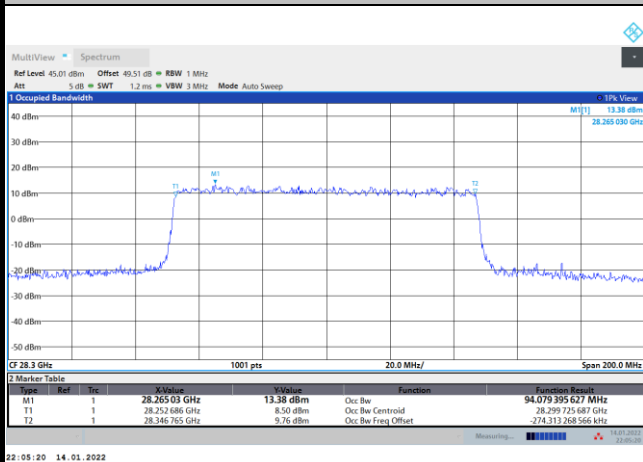 MultiView Spectrum
Ref Level 45.01 dBm Offset 49.51 dB RBW 1 MHz
Att 5 dB SWT 1.2 ms VBW 3 MHz Mode Auto Sweep
1 Occupied Bandwidth 1Pk View
M1[1] 13.38 dBm
28.265 030 GHz
40 dBm
30 dBm
20 dBm
M1
T1 T2
10 dBm
0 dBm
-10 dBm
-20 dBm
-30 dBm
-40 dBm
-50 dBm
CF 28.3 GHz 1001 pts 20.0 MHz/ Span 200.0 MHz
2 Marker Table
Type Ref Trc X-Value Y-Value Function Function Result
M1 1 28.265 03 GHz 13.38 dBm Occ Bw 94.079 395 627 MHz
T1 1 28.252 686 GHz 8.50 dBm Occ Bw Centroid 28.299 725 687 GHz
T2 1 28.346 765 GHz 9.76 dBm Occ Bw Freq Offset -274.313 268 566 kHz
Measuring... 14.01.2022
22:05:20
22:05:20 14.01.2022